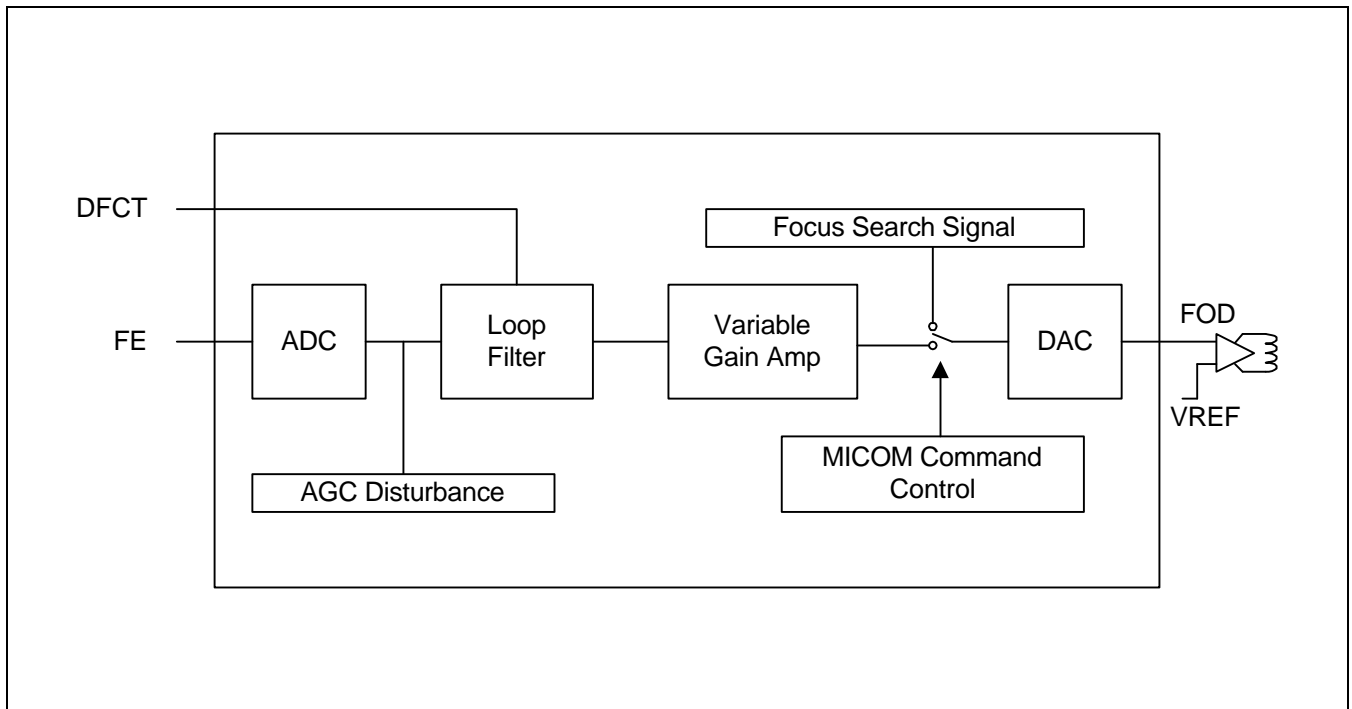 DFCT
Focus Search Signal
FE
ADC
Loop
Filter
Variable
Gain Amp
DAC
FOD
VREF
MICOM Command
Control
AGC Disturbance